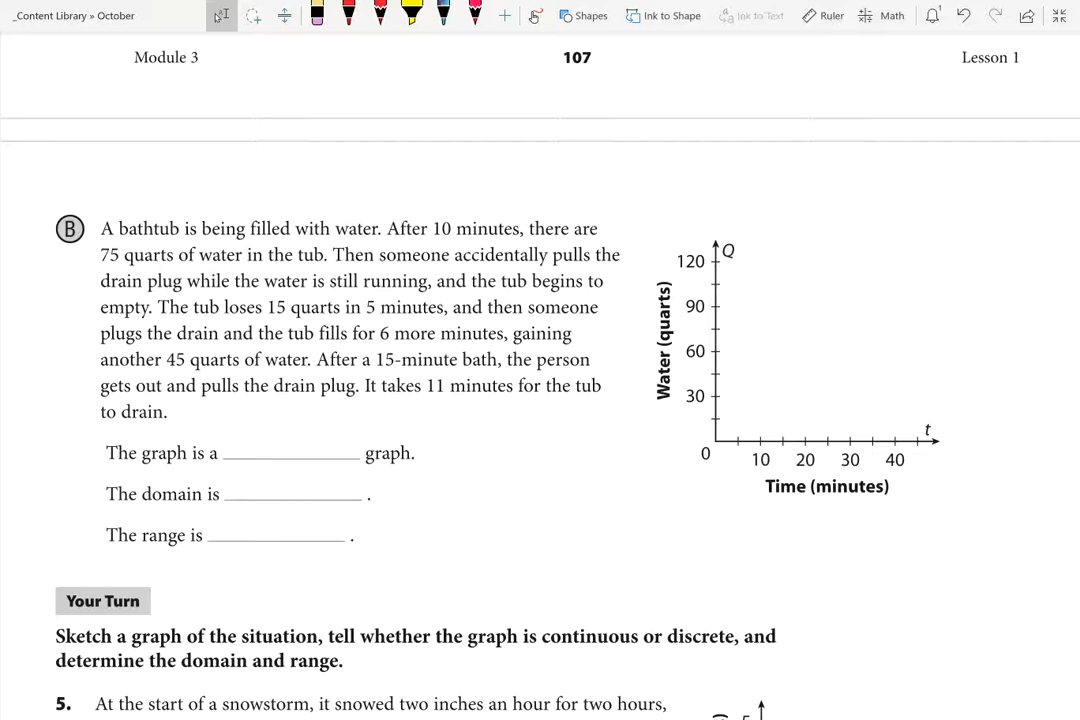 _Content Library » October
Shapes
Ink to Shape
Ink to Text
Ruler
Math
1
Module 3
107
Lesson 1
B
A bathtub is being filled with water. After 10 minutes, there are
75 quarts of water in the tub. Then someone accidentally pulls the
drain plug while the water is still running, and the tub begins to
empty. The tub loses 15 quarts in 5 minutes, and then someone
plugs the drain and the tub fills for 6 more minutes, gaining
another 45 quarts of water. After a 15-minute bath, the person
gets out and pulls the drain plug. It takes 11 minutes for the tub
to drain.
The graph is a ______________ graph.
The domain is ______________ .
The range is ______________ .
Q
120
90
60
30
0
10 20 30 40
t
Water (quarts)
Time (minutes)
Your Turn
Sketch a graph of the situation, tell whether the graph is continuous or discrete, and
determine the domain and range.
5. At the start of a snowstorm, it snowed two inches an hour for two hours,